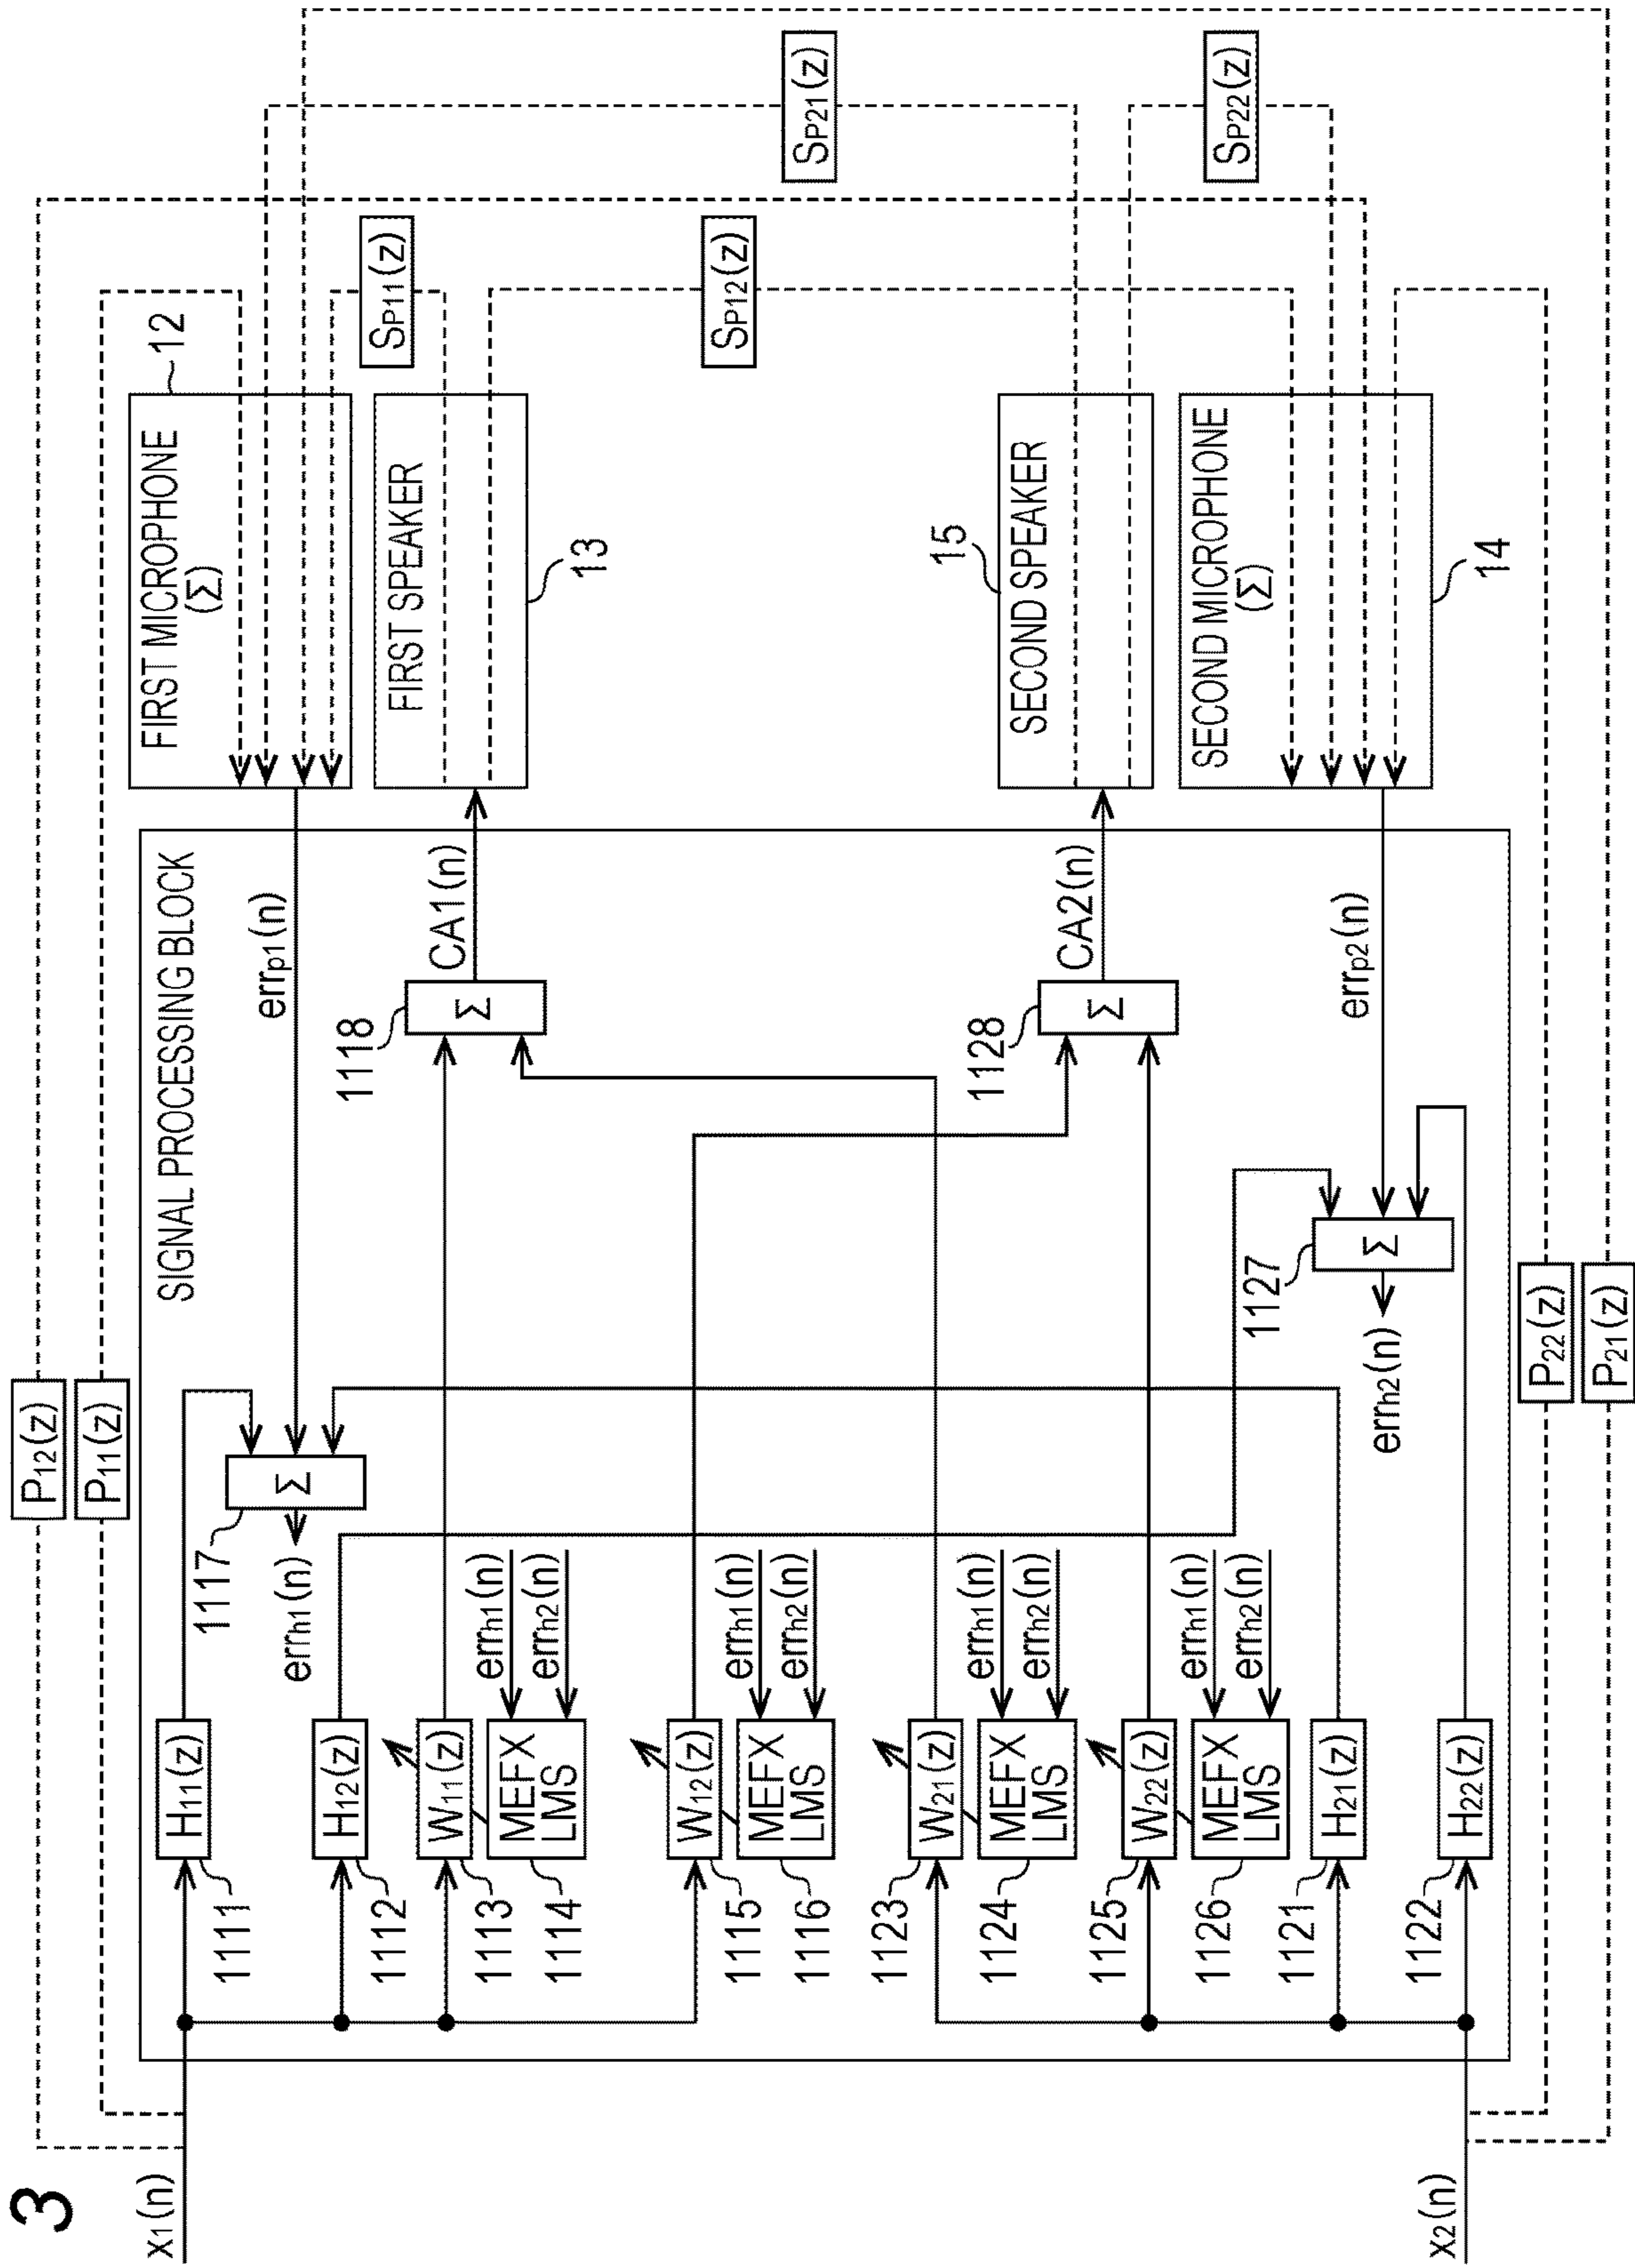 3
P12(z)
P11(z)
x1(n)
SIGNAL PROCESSING BLOCK
H11(z)
1111
H12(z)
1112
W11(z)
1113
MEFX
LMS
1114
errh1(n)
errh2(n)
W12(z)
1115
MEFX
LMS
1116
errh1(n)
errh2(n)
W21(z)
1123
MEFX
LMS
1124
errh1(n)
errh2(n)
W22(z)
1125
MEFX
LMS
1126
errh1(n)
errh2(n)
H21(z)
1121
H22(z)
1122
x2(n)
1117
Σ
errh1(n)
errp1(n)
1118
Σ
CA1(n)
1128
Σ
CA2(n)
1127
Σ
errh2(n)
errp2(n)
FIRST MICROPHONE
(Σ)
12
FIRST SPEAKER
13
SECOND SPEAKER
15
SECOND MICROPHONE
(Σ)
14
SP11(z)
SP12(z)
SP21(z)
SP22(z)
P22(z)
P21(z)